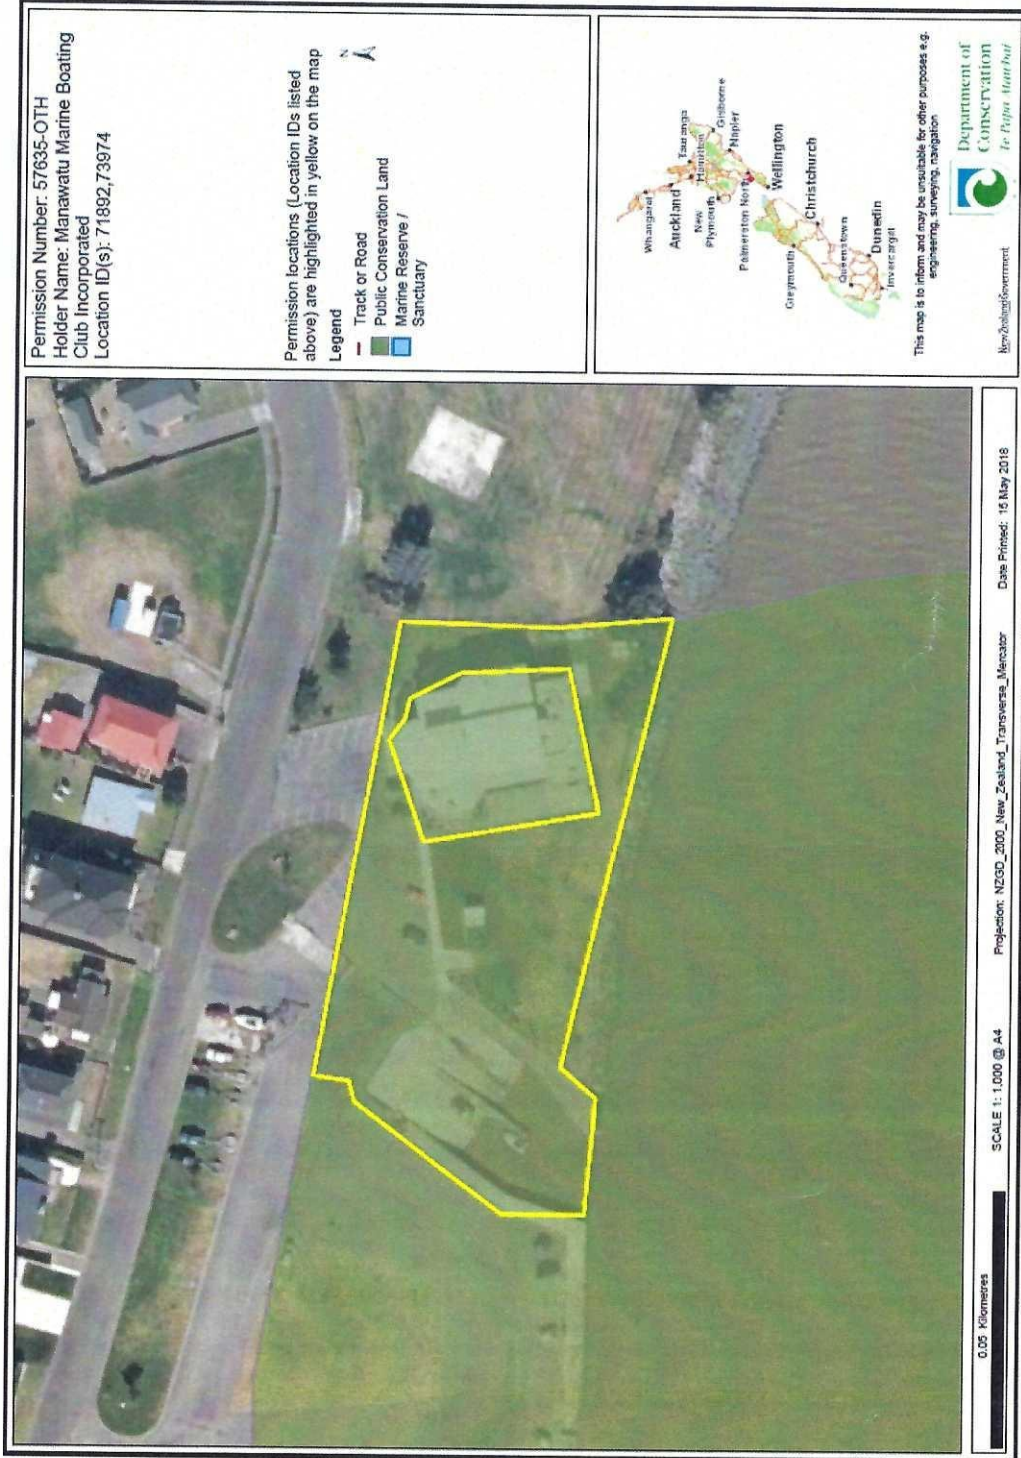 Permission Number: 57635-OTH
Holder Name: Manawatu Marine Boating
Club Incorporated
Location ID(s): 71892,73974
N
Permission locations (Location IDs listed
above) are highlighted in yellow on the map
Legend
Track or Road
Public Conservation Land
Marine Reserve /
Sanctuary
Whangarei
Auckland
Tauranga
Hamilton
New
Plymouth
Gisborne
Napier
Palmerston North
Wellington
Greymouth
Christchurch
Queenstown
Dunedin
Invercargill
This map is to inform and may be unsuitable for other purposes e.g.
engineering, surveying, navigation
New Zealand Government
Department of
Conservation
Te Papa Atawhai
0.05 Kilometres
SCALE 1: 1,000 @ A4
Projection: NZGD_2000_New_Zealand_Transverse_Mercator
Date Printed: 15 May 2018